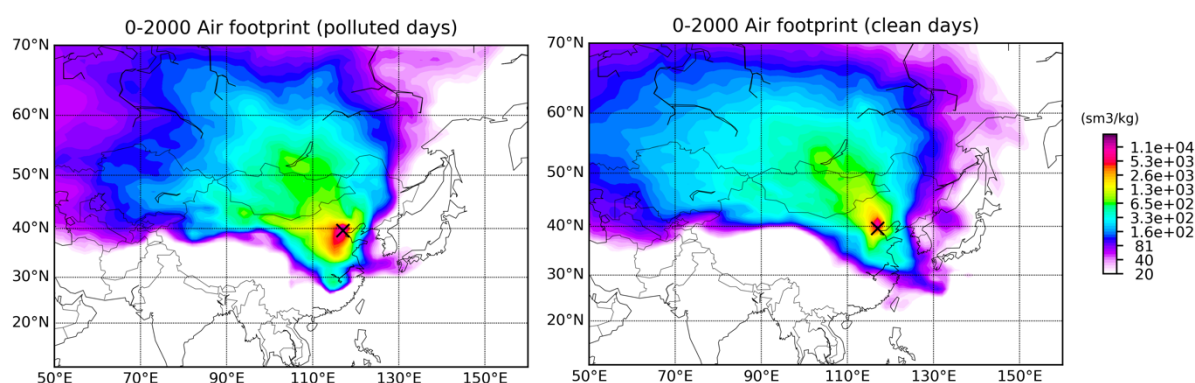 0-2000 Air footprint (polluted days)
70°N
60°N
50°N
40°N
30°N
20°N
50°E 70°E 90°E 110°E 130°E 150°E
0-2000 Air footprint (clean days)
70°N
60°N
50°N
40°N
30°N
20°N
50°E 70°E 90°E 110°E 130°E 150°E
(sm3/kg)
1.1e+04
5.3e+03
2.6e+03
1.3e+03
6.5e+02
3.3e+02
1.6e+02
81
40
20